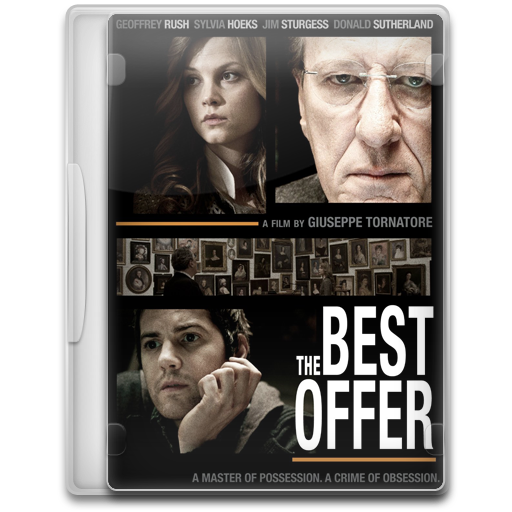 GEOFFREY RUSH SYLVIA HOEKS JIM STURGESS DONALD SUTHERLAND
A FILM BY GIUSEPPE TORNATORE
THE BEST
OFFER
A MASTER OF POSSESSION. A CRIME OF OBSESSION.